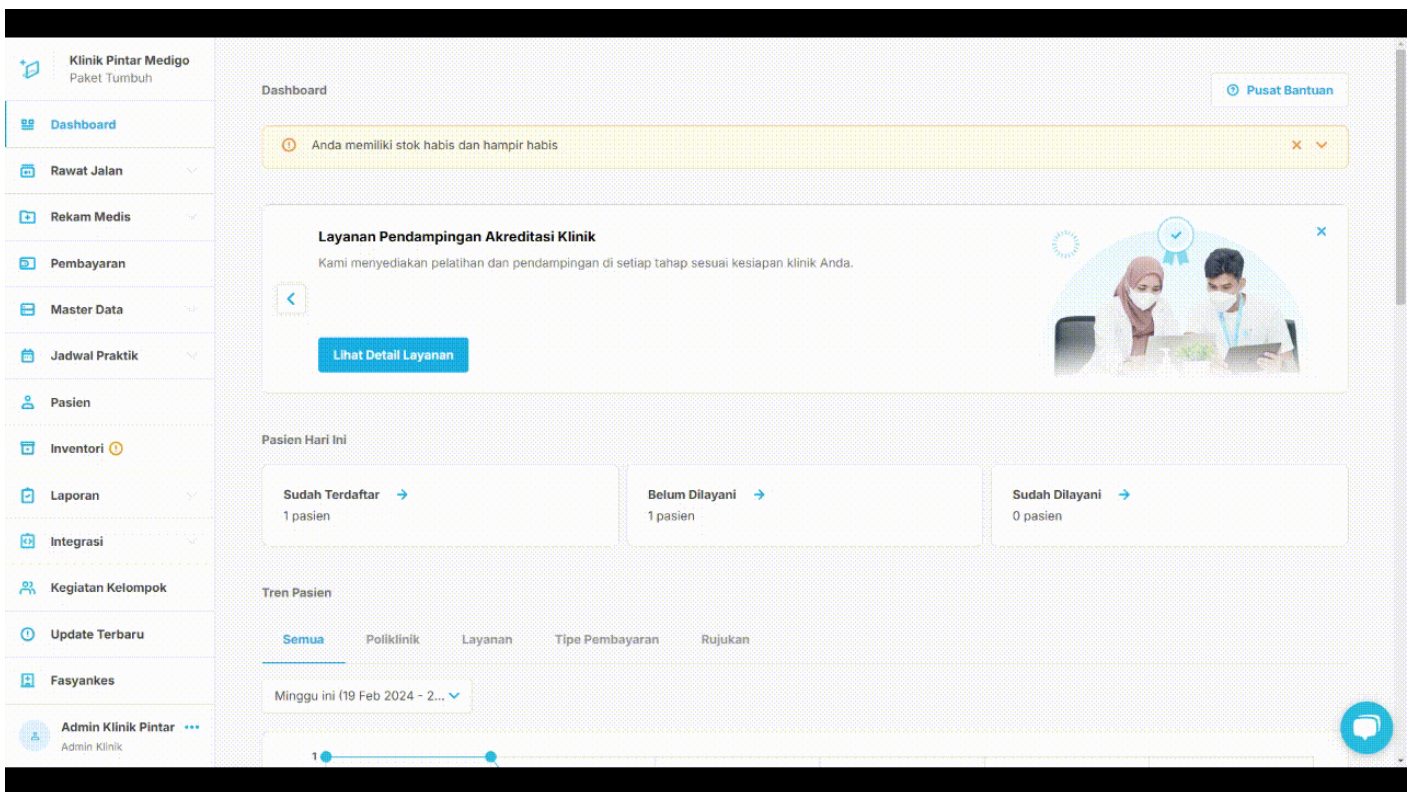 Klinik Pintar Medigo
Paket Tumbuh
Dashboard
Rawat Jalan
Rekam Medis
Pembayaran
Master Data
Jadwal Praktik
Pasien
Inventori
Laporan
Integrasi
Kegiatan Kelompok
Update Terbaru
Fasyankes
Admin Klinik Pintar
Admin Klinik
Dashboard
Pusat Bantuan
Anda memiliki stok habis dan hampir habis
Layanan Pendampingan Akreditasi Klinik
Kami menyediakan pelatihan dan pendampingan di setiap tahap sesuai kesiapan klinik Anda.
Lihat Detail Layanan
Pasien Hari Ini
Sudah Terdaftar
1 pasien
Belum Dilayani
1 pasien
Sudah Dilayani
0 pasien
Tren Pasien
Semua Poliklinik Layanan Tipe Pembayaran Rujukan
Minggu ini (19 Feb 2024 - 2...
1